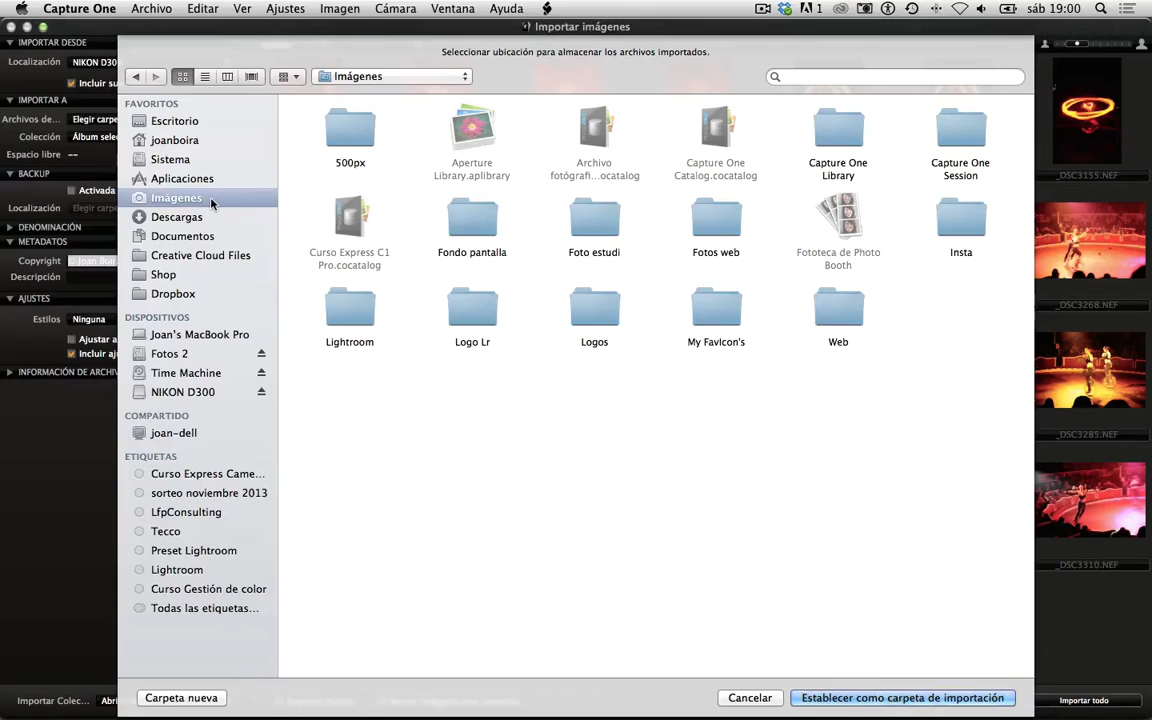 Capture One Archivo Editar Ver Ajustes Imagen Cámara Ventana Ayuda 1 sáb 19:00
Importar imágenes
IMPORTAR DESDE
Localización NIKON D300
Incluir su
IMPORTAR A
Archivos de... Elegir carpe
Colección Álbum sele
Espacio libre --
BACKUP
Activada
Localización Elegir carpe
DENOMINACIÓN
METADATOS
Copyright
Descripción
AJUSTES
Estilos Ninguna
Ajustar a
Incluir aj
INFORMACIÓN DE ARCHIV
Importar Colec... Abri
Seleccionar ubicación para almacenar los archivos importados.
Imágenes
FAVORITOS
Escritorio
joanboira
Sistema
Aplicaciones
Imágenes
Descargas
Documentos
Creative Cloud Files
Shop
Dropbox
DISPOSITIVOS
Joan's MacBook Pro
Fotos 2
Time Machine
NIKON D300
COMPARTIDO
joan-dell
ETIQUETAS
Curso Express Came...
sorteo noviembre 2013
LfpConsulting
Tecco
Preset Lightroom
Lightroom
Curso Gestión de color
Todas las etiquetas...
500px
Aperture
Library.aplibrary
Archivo
fotográfi...ocatalog
Capture One
Catalog.cocatalog
Capture One
Library
Capture One
Session
Curso Express C1
Pro.cocatalog
Fondo pantalla
Foto estudi
Fotos web
Fototeca de Photo
Booth
Insta
Lightroom
Logo Lr
Logos
My FavIcon's
Web
Carpeta nueva
Cancelar
Establecer como carpeta de importación
_DSC3155.NEF
_DSC3268.NEF
_DSC3285.NEF
_DSC3310.NEF
Importar todo